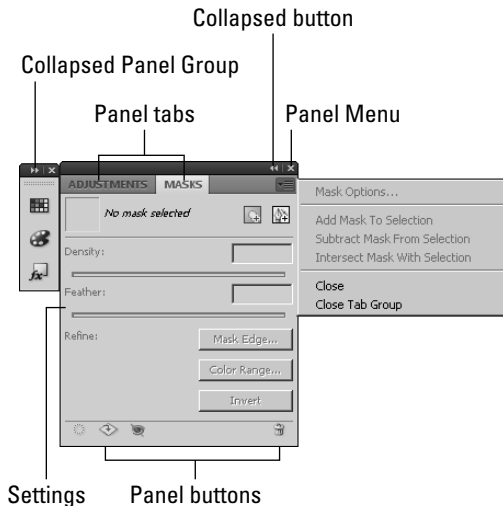 Collapsed button
Collapsed Panel Group
Panel tabs
Panel Menu
ADJUSTMENTS MASKS
No mask selected
Density:
Feather:
Refine:
Mask Edge...
Color Range...
Invert
Mask Options...
Add Mask To Selection
Subtract Mask From Selection
Intersect Mask With Selection
Close
Close Tab Group
fx
Settings
Panel buttons